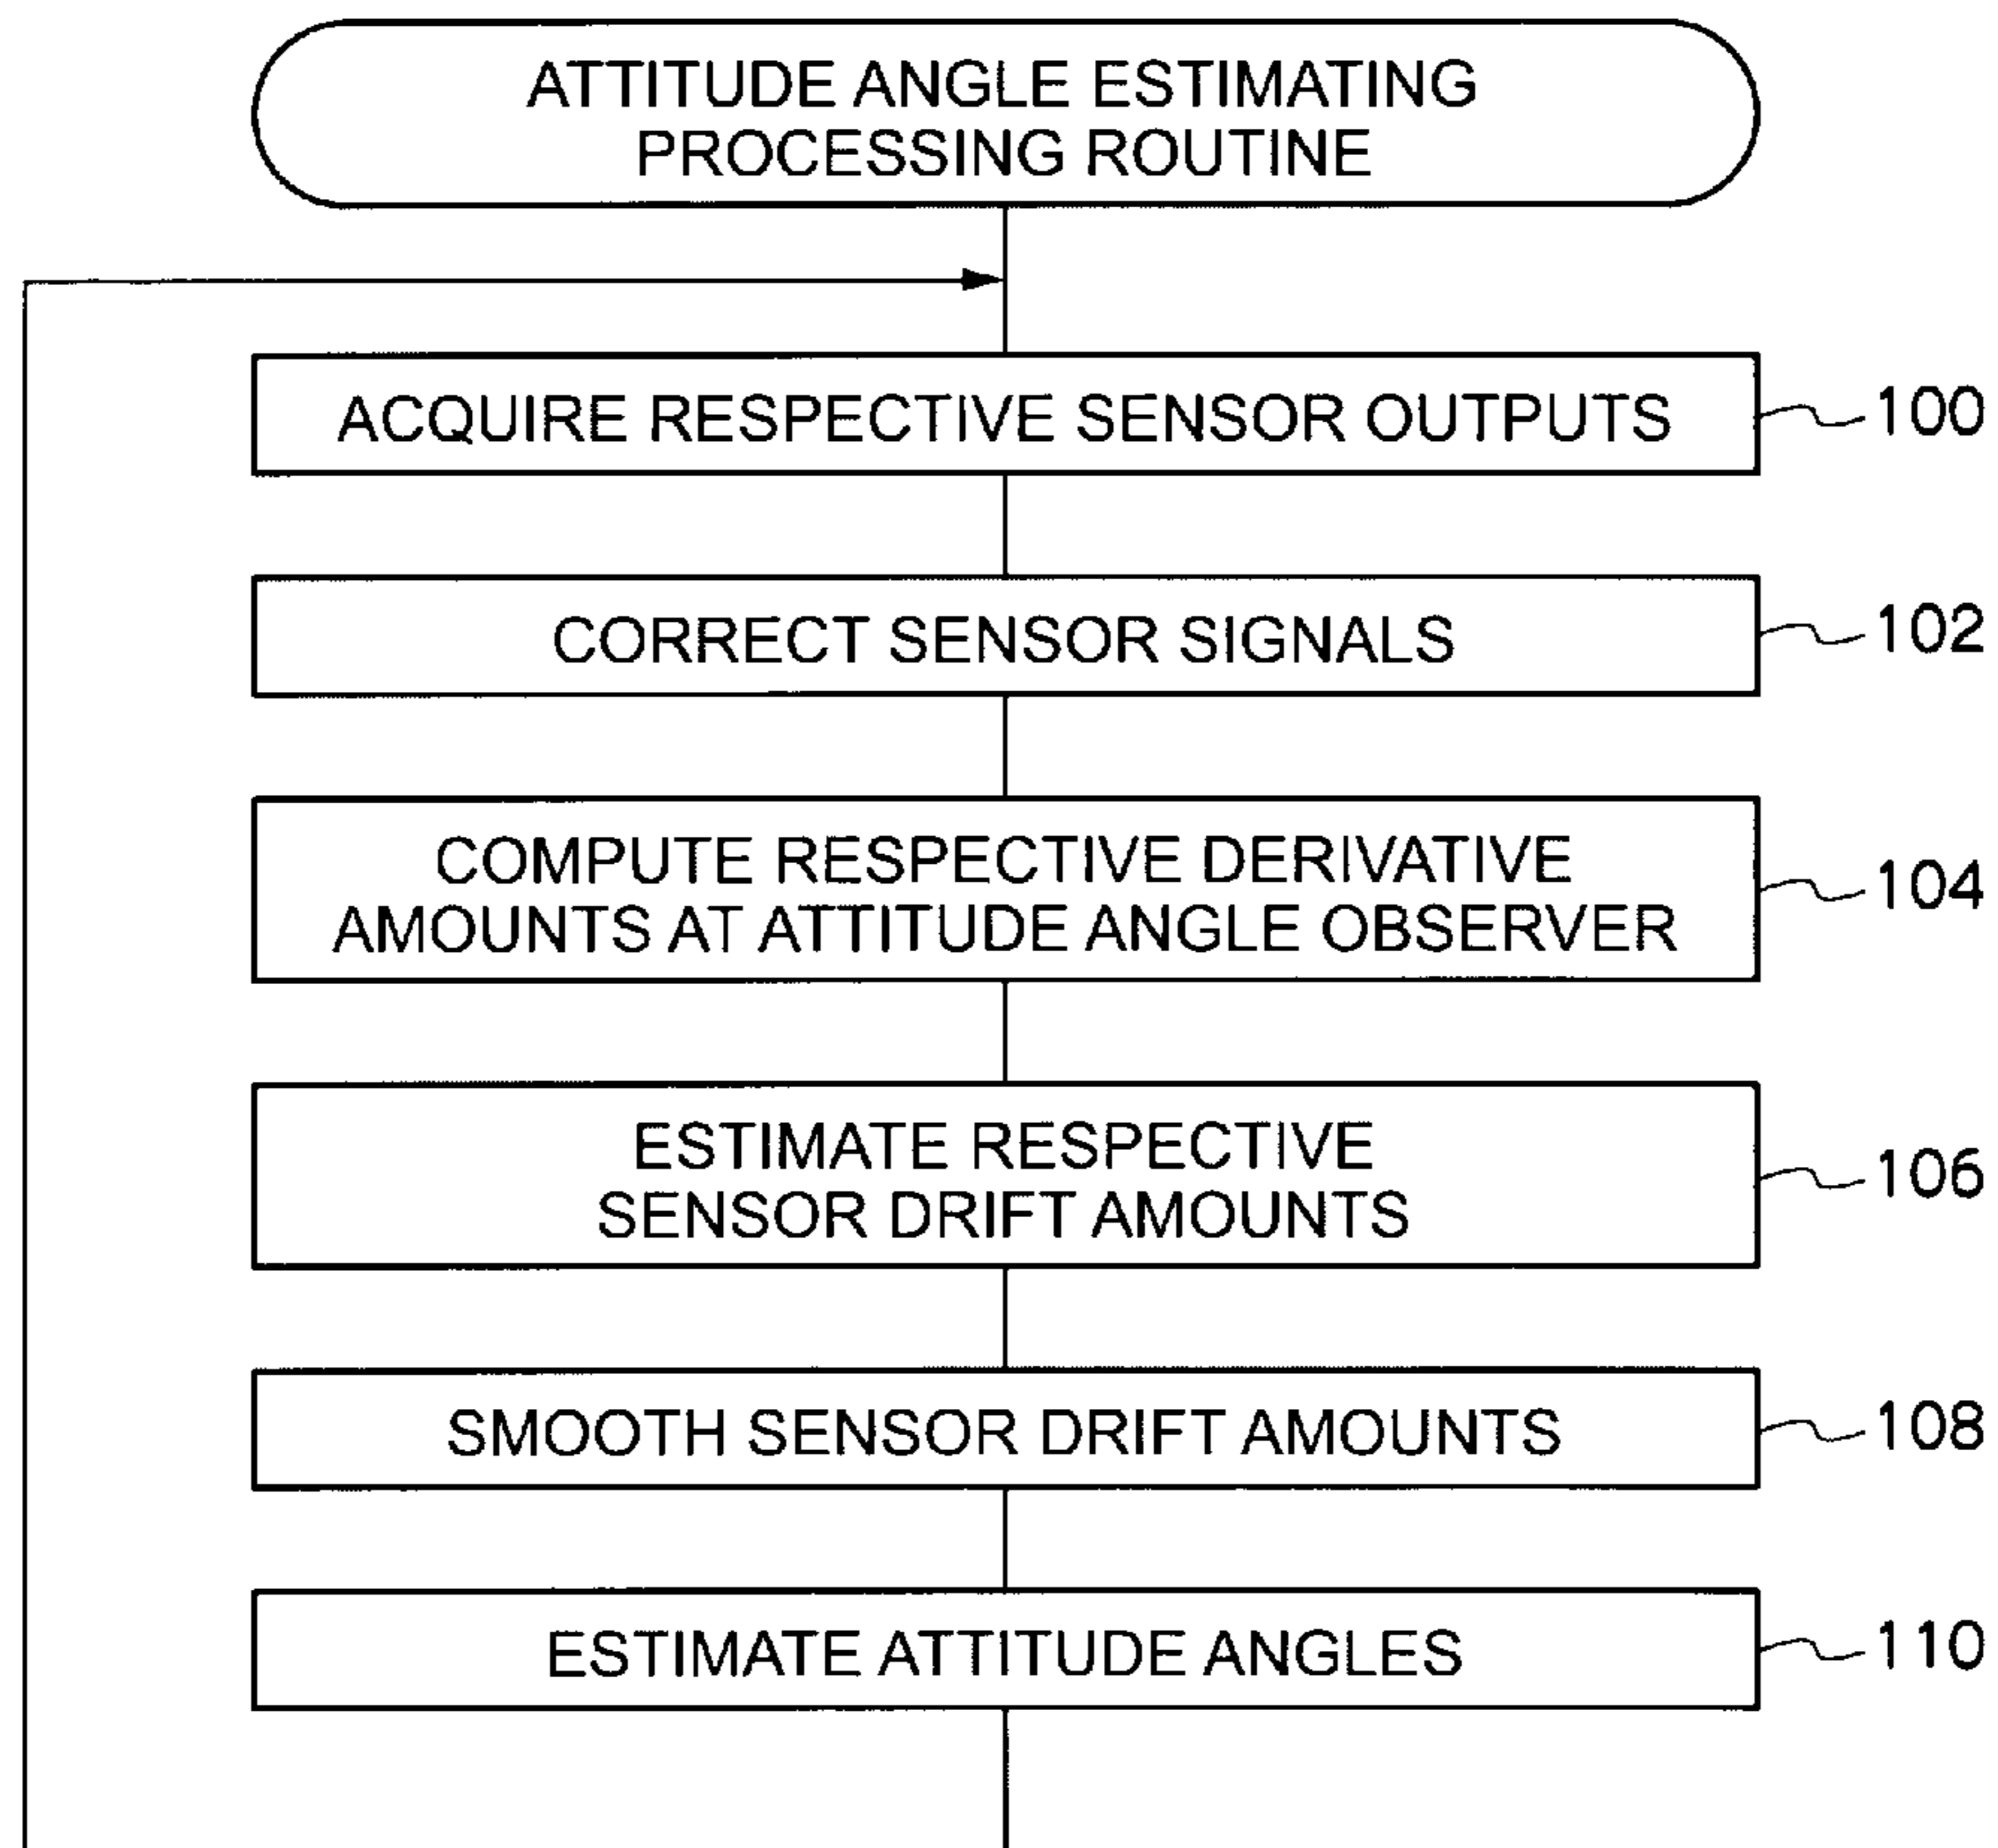 ATTITUDE ANGLE ESTIMATING
PROCESSING ROUTINE
ACQUIRE RESPECTIVE SENSOR OUTPUTS
100
CORRECT SENSOR SIGNALS
102
COMPUTE RESPECTIVE DERIVATIVE
AMOUNTS AT ATTITUDE ANGLE OBSERVER
104
ESTIMATE RESPECTIVE
SENSOR DRIFT AMOUNTS
106
SMOOTH SENSOR DRIFT AMOUNTS
108
ESTIMATE ATTITUDE ANGLES
110